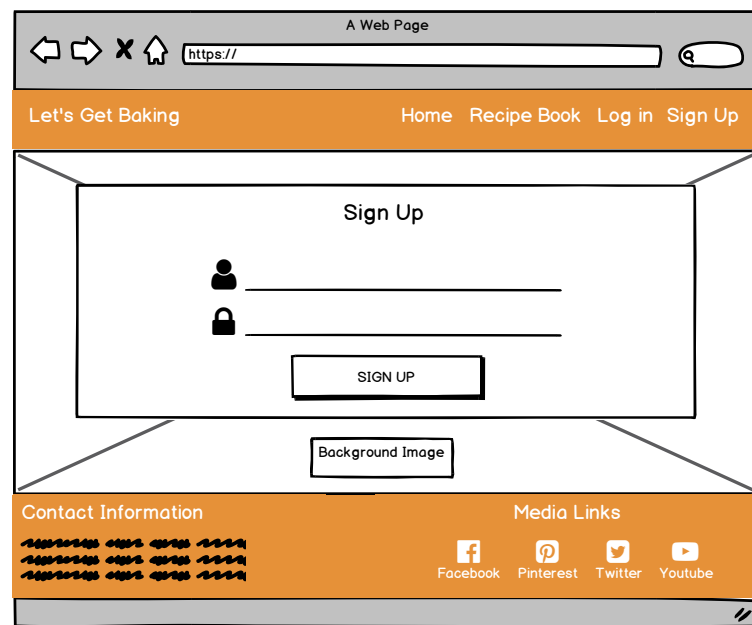 A Web Page
https://
Let's Get Baking
Home Recipe Book Log in Sign Up
Sign Up
SIGN UP
Background Image
Contact Information
Media Links
Facebook Pinterest Twitter Youtube